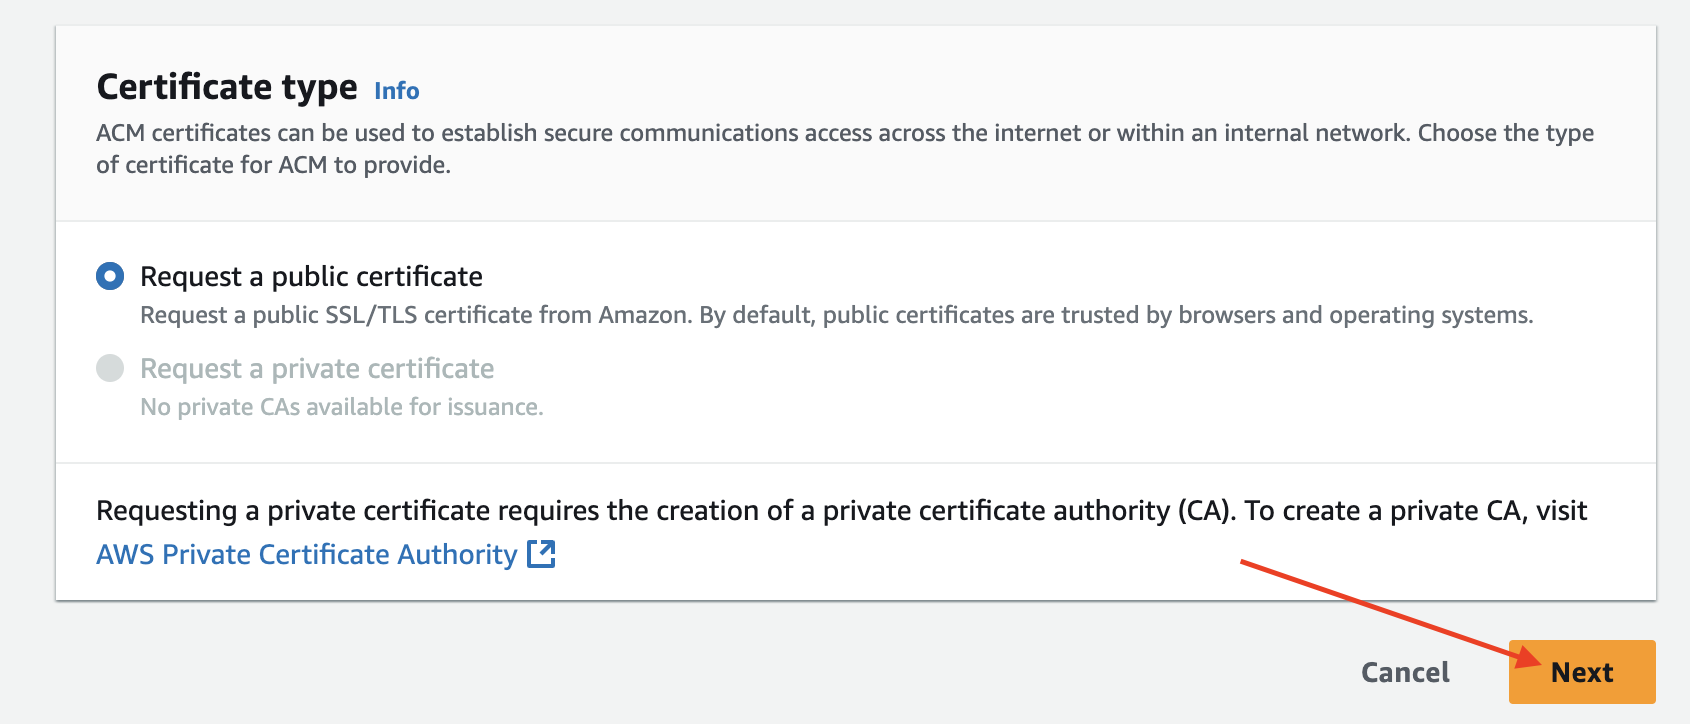 Certificate type Info
ACM certificates can be used to establish secure communications access across the internet or within an internal network. Choose the type
of certificate for ACM to provide.
Request a public certificate
Request a public SSL/TLS certificate from Amazon. By default, public certificates are trusted by browsers and operating systems.
Request a private certificate
No private CAs available for issuance.
Requesting a private certificate requires the creation of a private certificate authority (CA). To create a private CA, visit
AWS Private Certificate Authority
Cancel Next